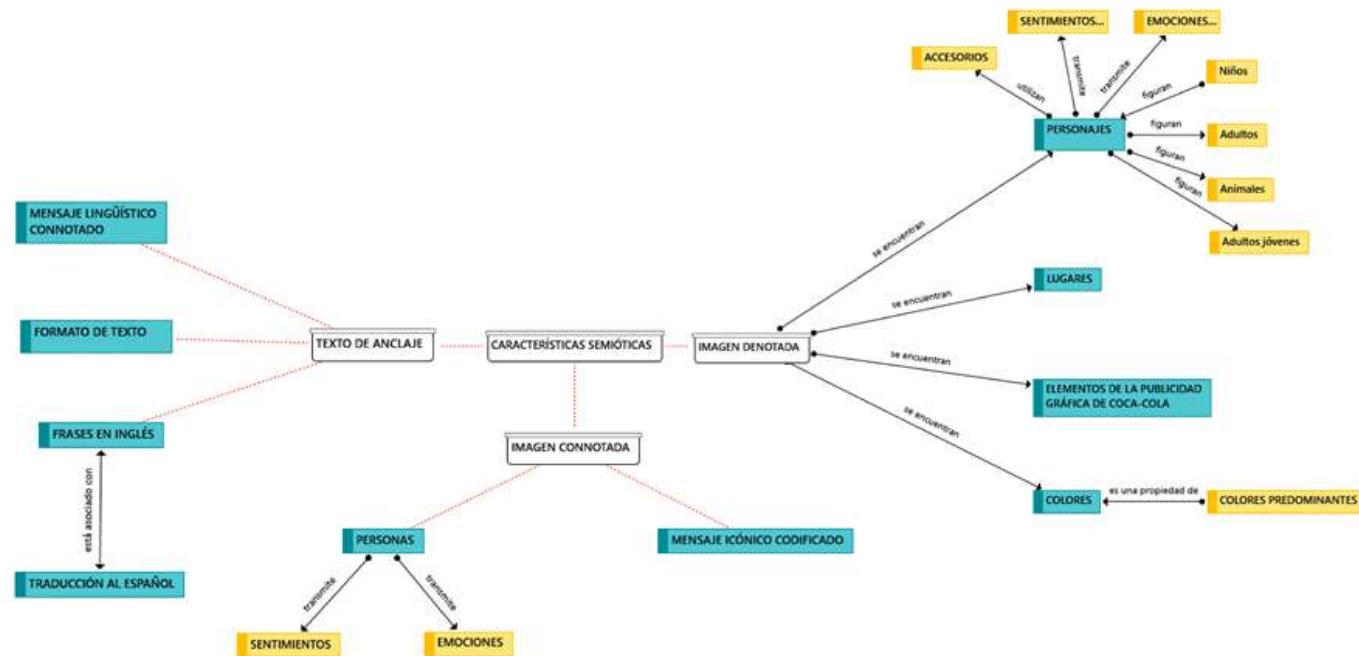 SENTIMIENTOS...
EMOCIONES...
ACCESORIOS
transmite
transmite
utilizan
figuran
Niños
PERSONAJES
figuran
Adultos
figuran
Animales
figuran
Adultos jóvenes
MENSAJE LINGÜÍSTICO
CONNOTADO
se encuentran
LUGARES
se encuentran
FORMATO DE TEXTO
TEXTO DE ANCLAJE
CARACTERÍSTICAS SEMIÓTICAS
IMAGEN DENOTADA
se encuentran
ELEMENTOS DE LA PUBLICIDAD
GRÁFICA DE COCA-COLA
se encuentran
FRASES EN INGLÉS
IMAGEN CONNOTADA
COLORES
es una propiedad de
COLORES PREDOMINANTES
está asociado con
PERSONAS
MENSAJE ICÓNICO CODIFICADO
TRADUCCIÓN AL ESPAÑOL
transmite
transmite
SENTIMIENTOS
EMOCIONES